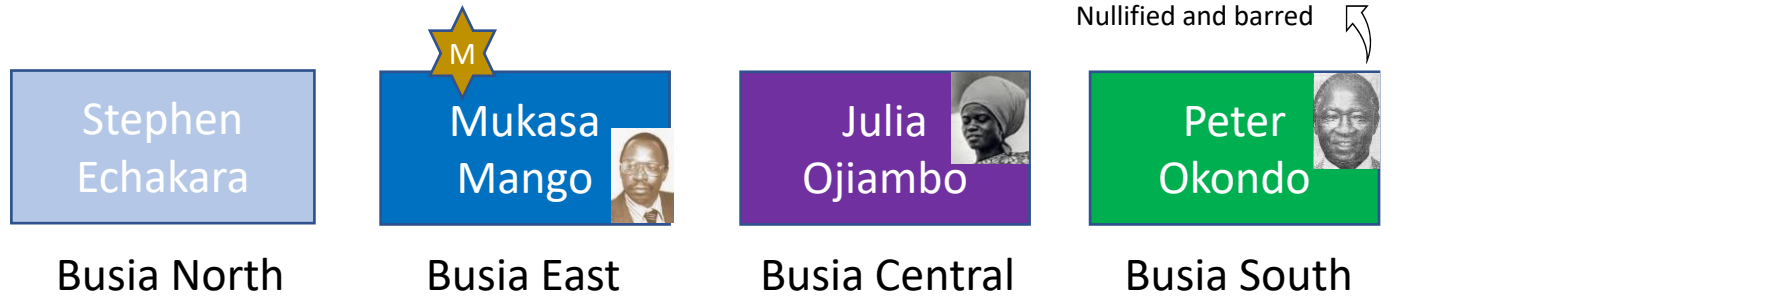 Nullified and barred
M
Stephen
Echakara
Mukasa
Mango
Julia
Ojiambo
Peter
Okondo
Busia North
Busia East
Busia Central
Busia South